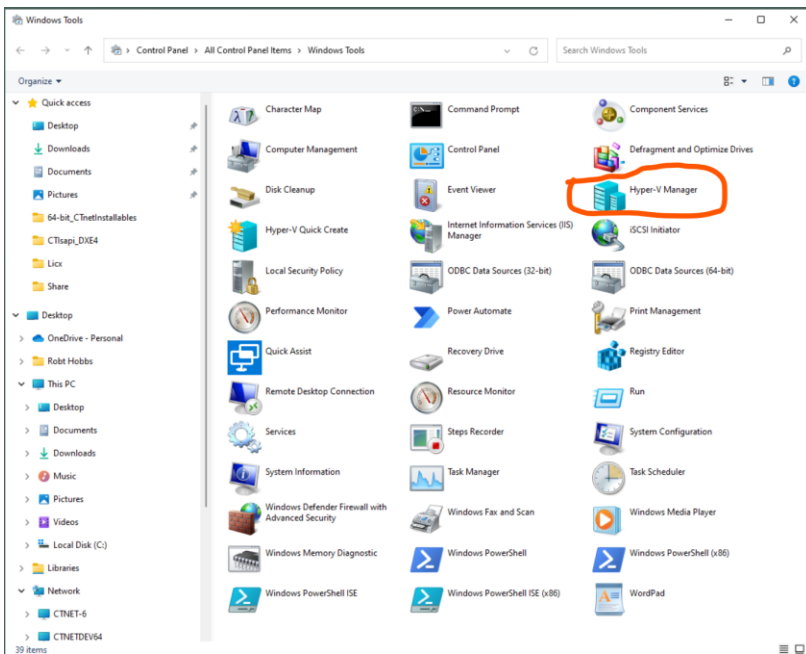 Windows Tools
Control Panel > All Control Panel Items > Windows Tools
Search Windows Tools
Organize
Quick access
Desktop
Downloads
Documents
Pictures
64-bit_CTnetInstallables
CTIsapi_DXE4
Licx
Share
Desktop
OneDrive - Personal
Robt Hobbs
This PC
Desktop
Documents
Downloads
Music
Pictures
Videos
Local Disk (C:)
Libraries
Network
CTNET-6
CTNETDEV64
Character Map
Command Prompt
Component Services
Computer Management
Control Panel
Defragment and Optimize Drives
Disk Cleanup
Event Viewer
Hyper-V Manager
Hyper-V Quick Create
Internet Information Services (IIS)
Manager
iSCSI Initiator
Local Security Policy
ODBC Data Sources (32-bit)
ODBC Data Sources (64-bit)
Performance Monitor
Power Automate
Print Management
Quick Assist
Recovery Drive
Registry Editor
Remote Desktop Connection
Resource Monitor
Run
Services
Steps Recorder
System Configuration
System Information
Task Manager
Task Scheduler
Windows Defender Firewall with
Advanced Security
Windows Fax and Scan
Windows Media Player
Windows Memory Diagnostic
Windows PowerShell
Windows PowerShell (x86)
Windows PowerShell ISE
Windows PowerShell ISE (x86)
WordPad
39 items